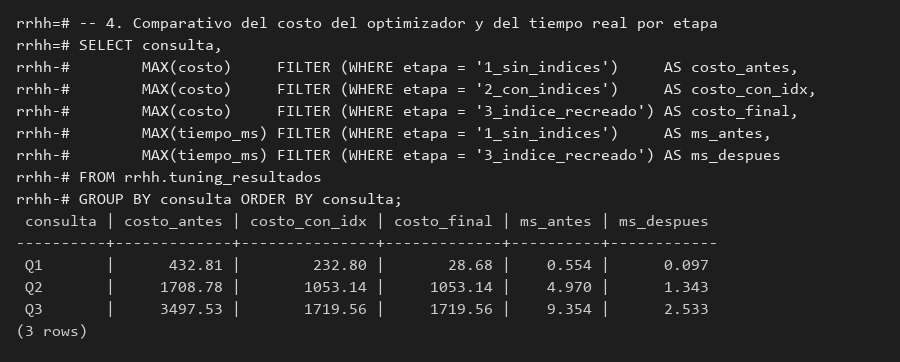 rrhh=# -- 4. Comparativo del costo del optimizador y del tiempo real por etapa
rrhh=# SELECT consulta,
rrhh-#        MAX(costo)     FILTER (WHERE etapa = '1_sin_indices')     AS costo_antes,
rrhh-#        MAX(costo)     FILTER (WHERE etapa = '2_con_indices')     AS costo_con_idx,
rrhh-#        MAX(costo)     FILTER (WHERE etapa = '3_indice_recreado') AS costo_final,
rrhh-#        MAX(tiempo_ms) FILTER (WHERE etapa = '1_sin_indices')     AS ms_antes,
rrhh-#        MAX(tiempo_ms) FILTER (WHERE etapa = '3_indice_recreado') AS ms_despues
rrhh-# FROM rrhh.tuning_resultados
rrhh-# GROUP BY consulta ORDER BY consulta;
 consulta | costo_antes | costo_con_idx | costo_final | ms_antes | ms_despues
----------+-------------+---------------+-------------+----------+------------
 Q1       |      432.81 |        232.80 |       28.68 |    0.554 |      0.097
 Q2       |     1708.78 |       1053.14 |     1053.14 |    4.970 |      1.343
 Q3       |     3497.53 |       1719.56 |     1719.56 |    9.354 |      2.533
(3 rows)